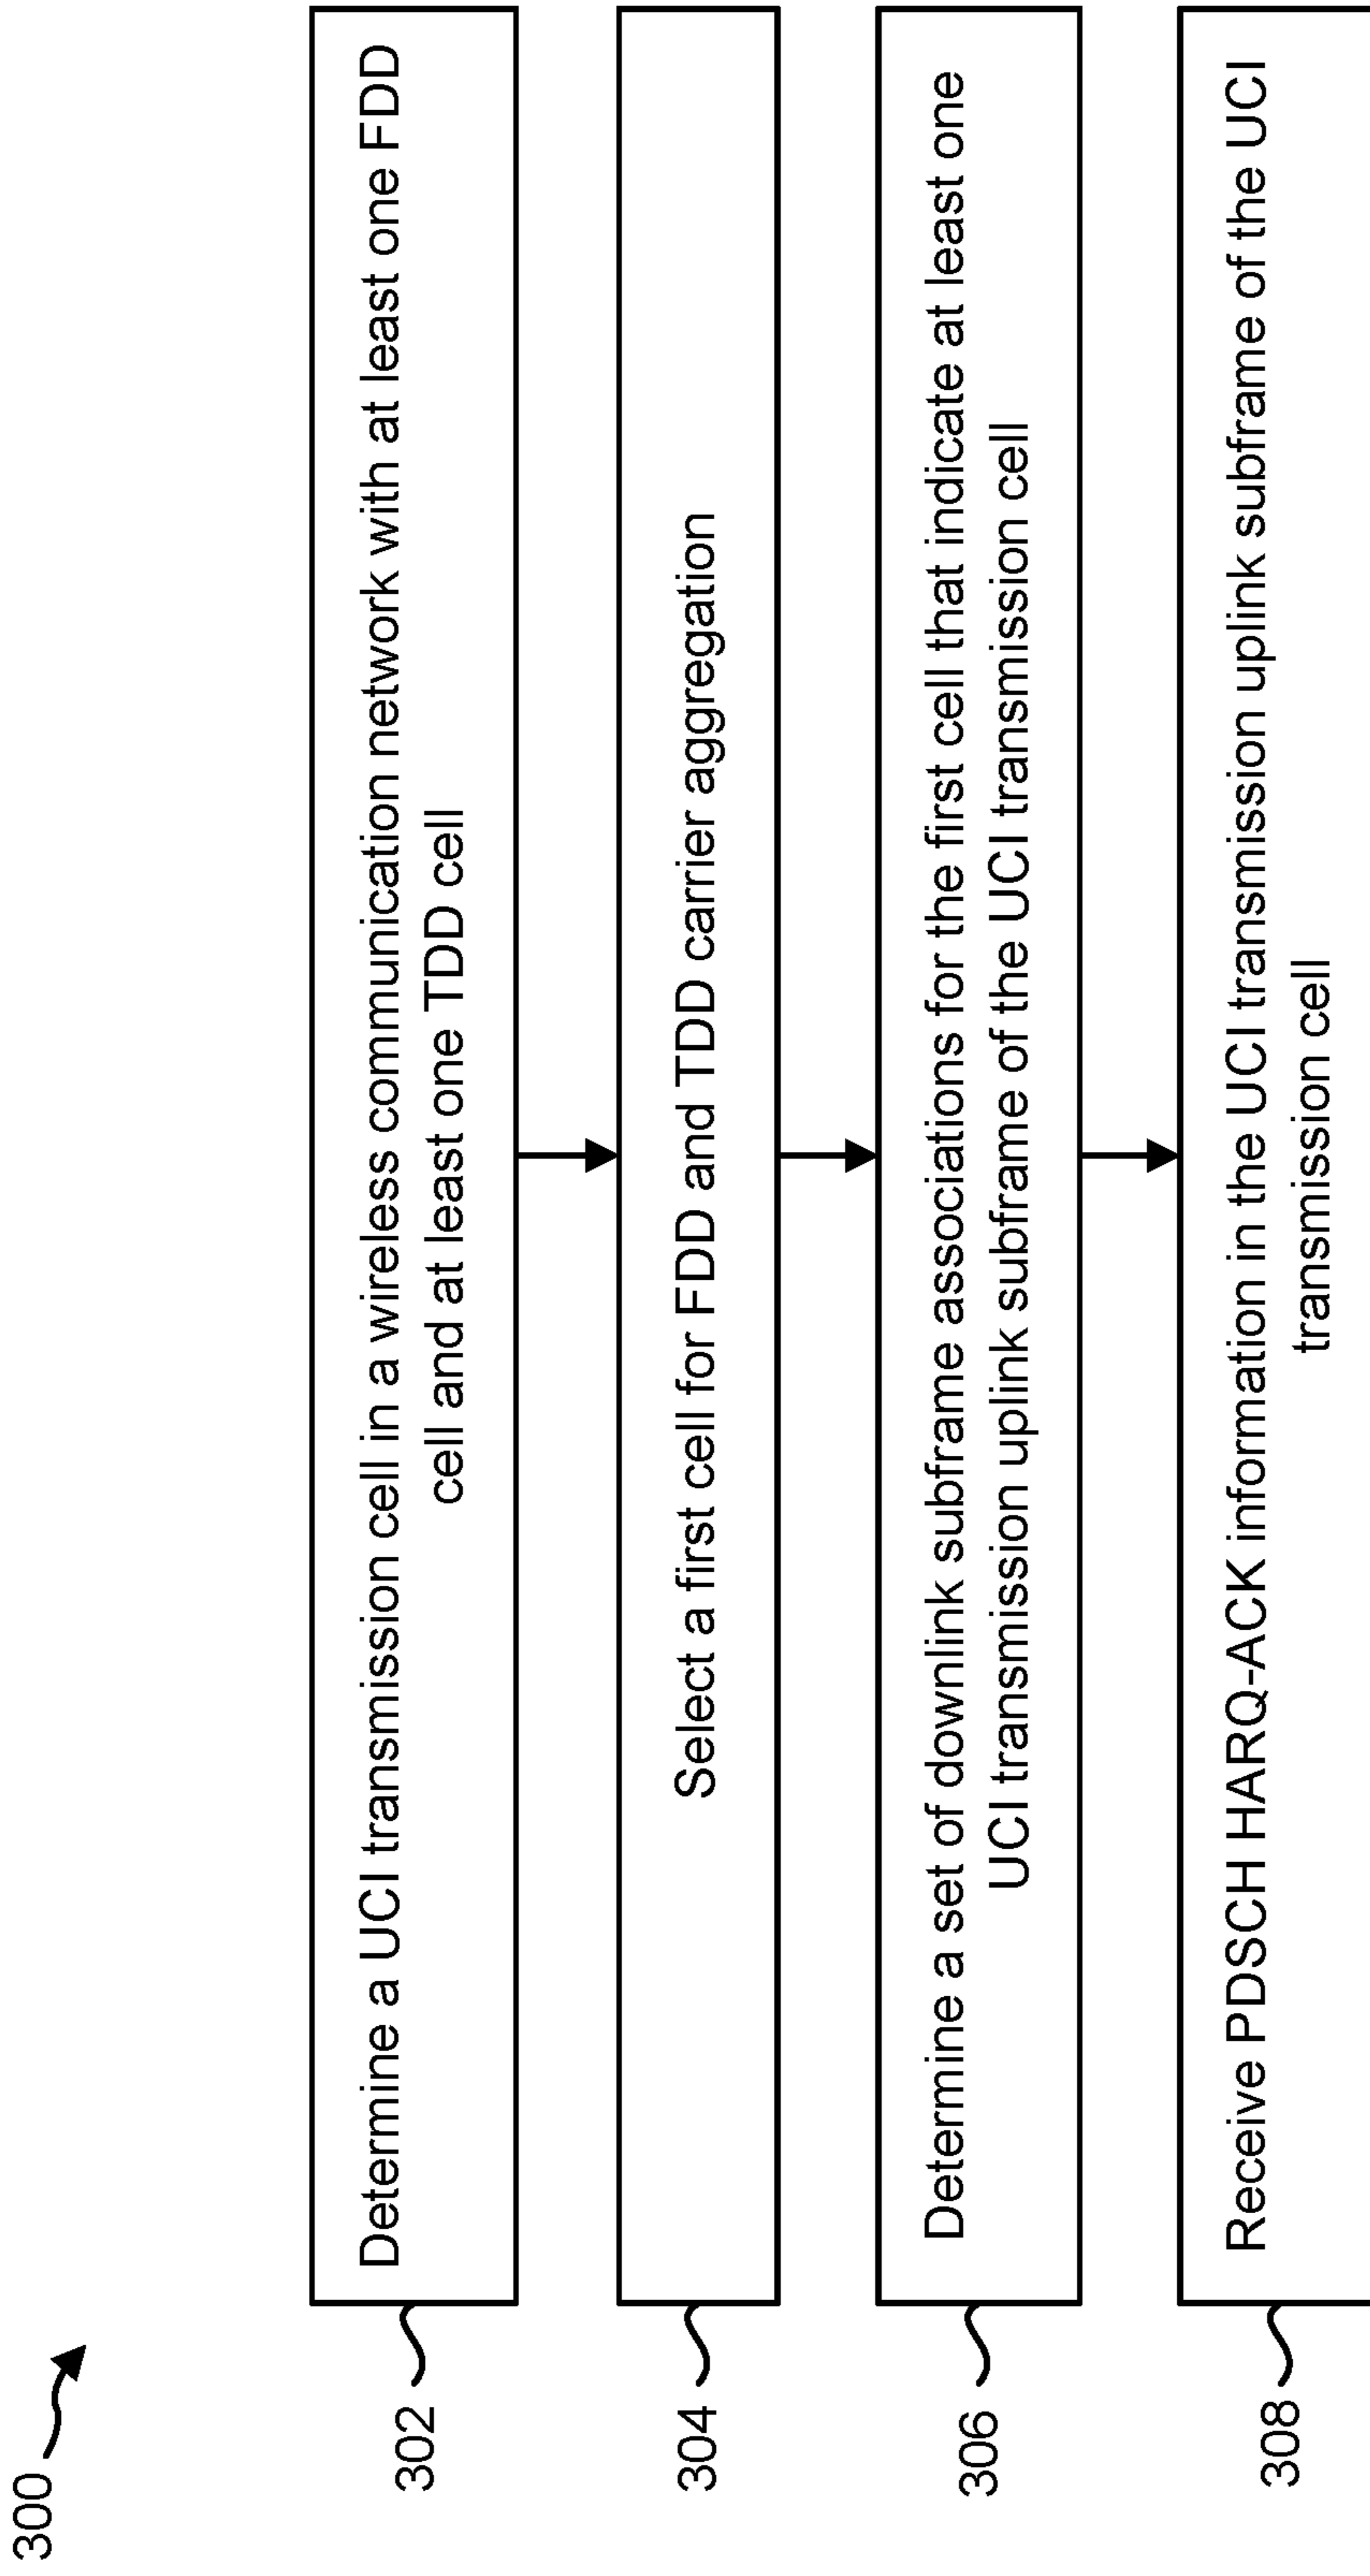 300
302
Determine a UCI transmission cell in a wireless communication network with at least one FDD
cell and at least one TDD cell
304
Select a first cell for FDD and TDD carrier aggregation
306
Determine a set of downlink subframe associations for the first cell that indicate at least one
UCI transmission uplink subframe of the UCI transmission cell
308
Receive PDSCH HARQ-ACK information in the UCI transmission uplink subframe of the UCI
transmission cell